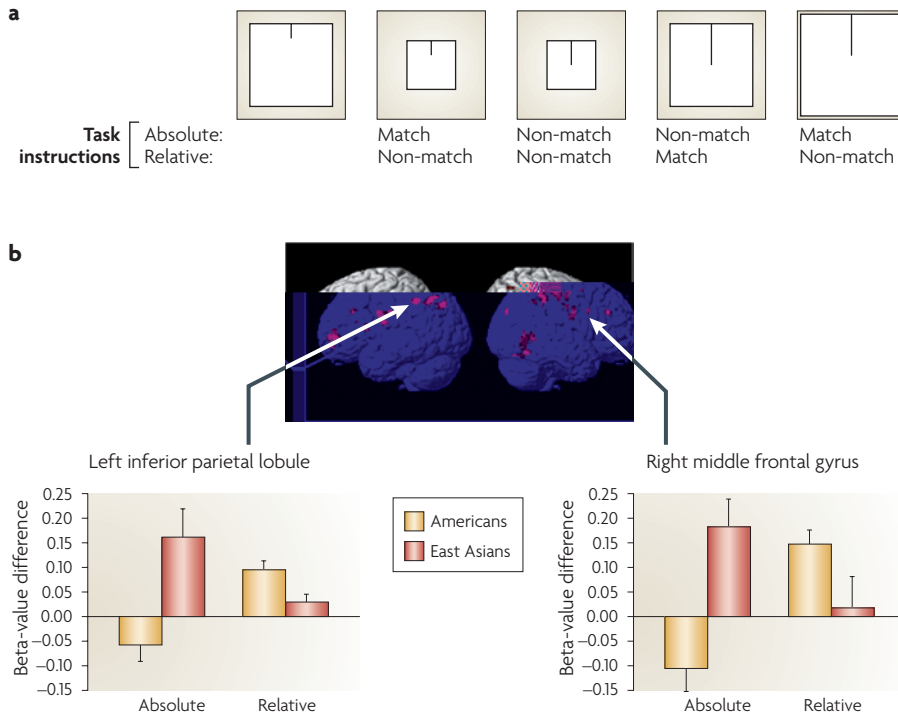 a
Task instructions
Absolute: Match Non-match Non-match Match
Relative: Non-match Non-match Match Non-match
b
Left inferior parietal lobule
Right middle frontal gyrus
Beta-value difference
0.25
0.20
0.15
0.10
0.05
0.00
–0.05
–0.10
–0.15
Absolute Relative
Americans
East Asians
Beta-value difference
0.25
0.20
0.15
0.10
0.05
0.00
–0.05
–0.10
–0.15
Absolute Relative